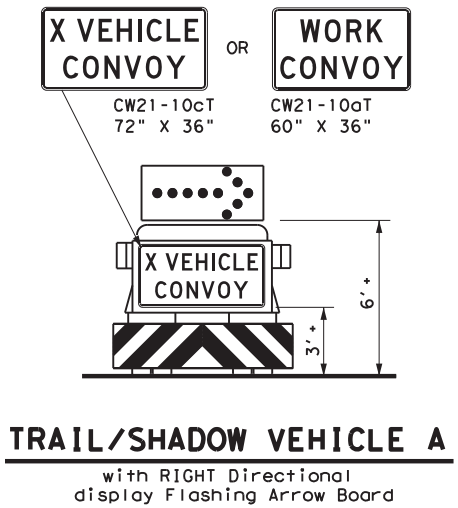 X VEHICLE
CONVOY
OR
WORK
CONVOY
CW21-10cT
72" X 36"
CW21-10aT
60" X 36"
X VEHICLE
CONVOY
6' +
3' +
TRAIL/SHADOW VEHICLE A
with RIGHT Directional
display Flashing Arrow Board